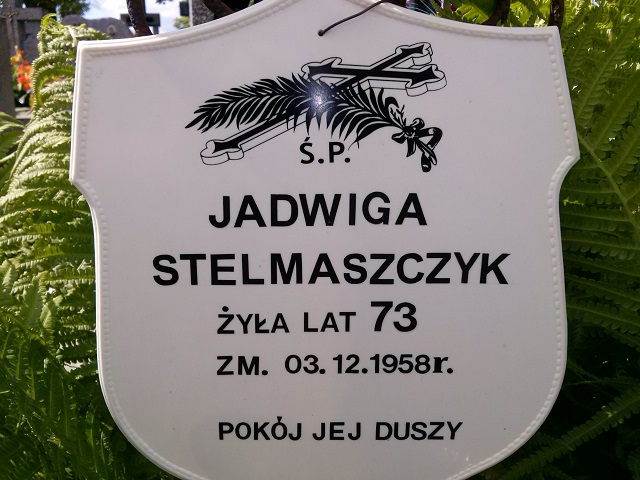 Ś.P.
JADWIGA
STELMASZCZYK
ŻYŁA LAT 73
ZM. 03.12.1958r.
POKÓJ JEJ DUSZY